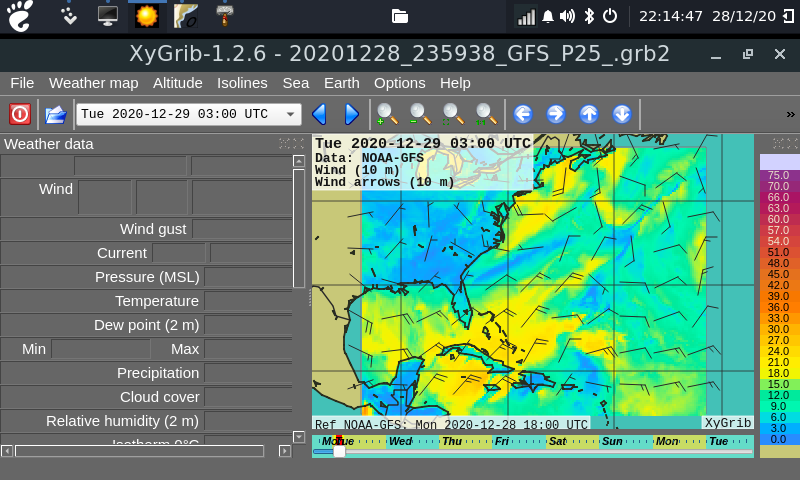 22:14:47 28/12/20
XyGrib-1.2.6 - 20201228_235938_GFS_P25_.grb2
File Weather map Altitude Isolines Sea Earth Options Help
Tue 2020-12-29 03:00 UTC
»
Weather data
Wind
Wind gust
Current
Pressure (MSL)
Temperature
Dew point (2 m)
Min Max
Precipitation
Cloud cover
Relative humidity (2 m)
Isotherm 0°C
Tue 2020-12-29 03:00 UTC
Data: NOAA-GFS
Wind (10 m)
Wind arrows (10 m)
Ref NOAA-GFS: Mon 2020-12-28 18:00 UTC
XyGrib
Tue Wed Thu Fri Sat Sun Mon Tue
75.0
70.0
66.0
63.0
60.0
57.0
54.0
51.0
48.0
45.0
42.0
39.0
36.0
33.0
30.0
27.0
24.0
21.0
18.0
15.0
12.0
9.0
6.0
3.0
0.0